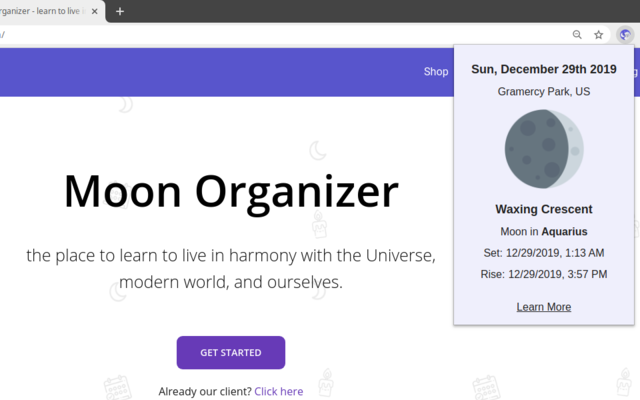 rganizer - learn to live i
/
Shop
g
Moon Organizer
the place to learn to live in harmony with the Universe,
modern world, and ourselves.
GET STARTED
Already our client? Click here
Sun, December 29th 2019
Gramercy Park, US
Waxing Crescent
Moon in Aquarius
Set: 12/29/2019, 1:13 AM
Rise: 12/29/2019, 3:57 PM
Learn More